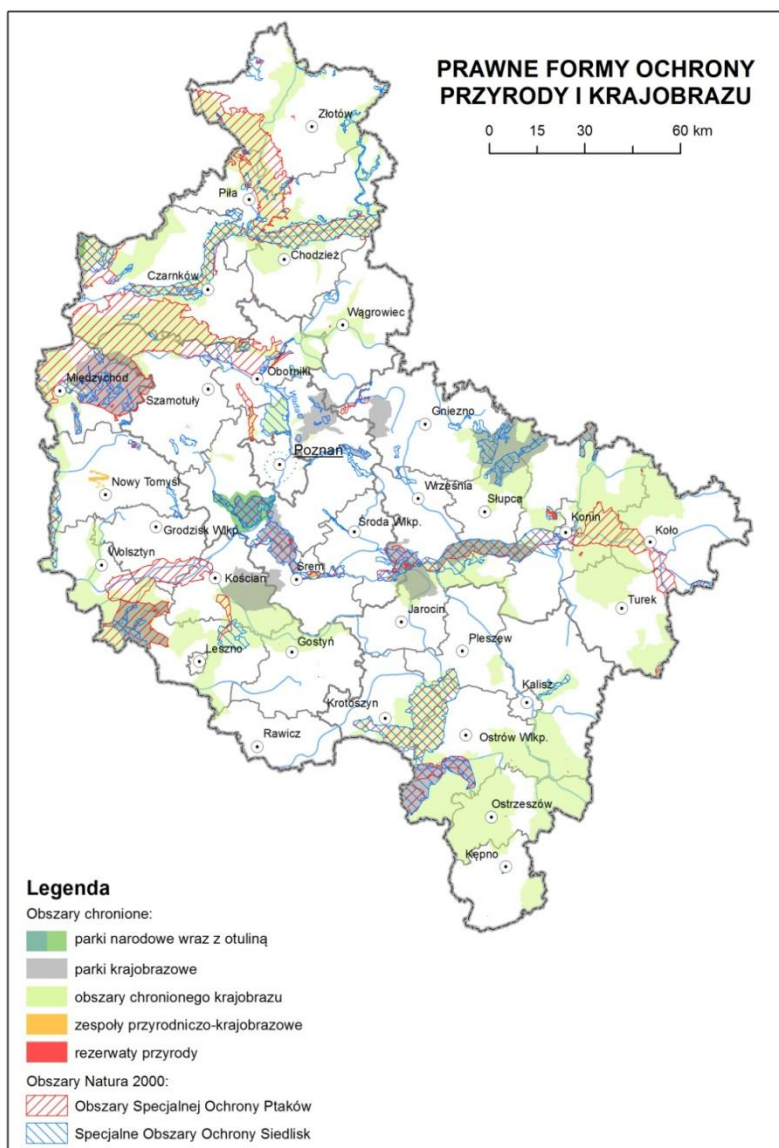 PRAWNE FORMY OCHRONY
PRZYRODY I KRAJOBRAZU
0 15 30 60 km
Złotów
Piła
Chodzież
Czarnków
Wągrowiec
Oborniki
Międzychód
Szamotuły
Warta
Gniezno
Poznań
Nowy Tomyśl
Września
Słupca
Konin
Koło
Grodzisk Wlkp.
Środa Wlkp.
Wolsztyn
Kościan
Śrem
Turek
Jarocin
Leszno
Gostyń
Pleszew
Kalisz
Krotoszyn
Rawicz
Ostrów Wlkp.
Ostrzeszów
Kępno
Legenda
Obszary chronione:
parki narodowe wraz z otuliną
parki krajobrazowe
obszary chronionego krajobrazu
zespoły przyrodniczo-krajobrazowe
rezerwaty przyrody
Obszary Natura 2000:
Obszary Specjalnej Ochrony Ptaków
Specjalne Obszary Ochrony Siedlisk